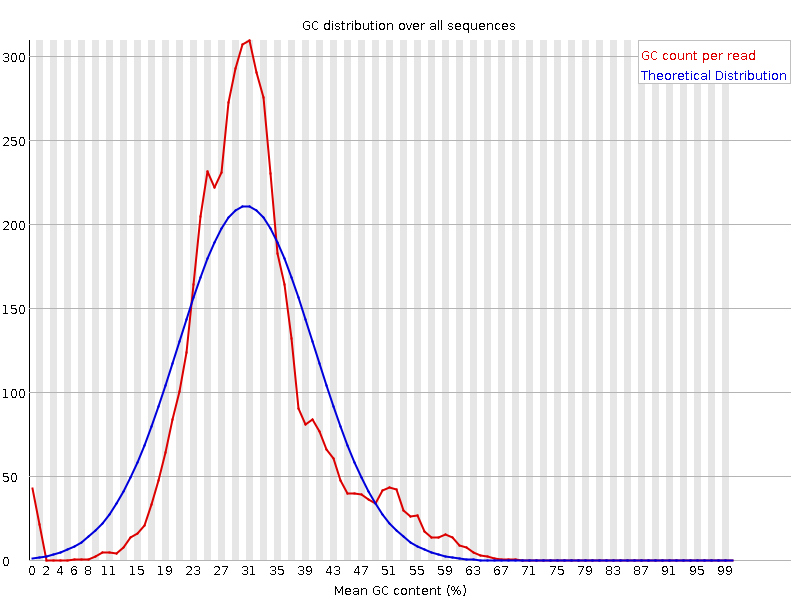 GC distribution over all sequences
GC count per read
Theoretical Distribution
300
250
200
150
100
50
0
0 2 4 6 8 11 15 19 23 27 31 35 39 43 47 51 55 59 63 67 71 75 79 83 87 91 95 99
Mean GC content (%)